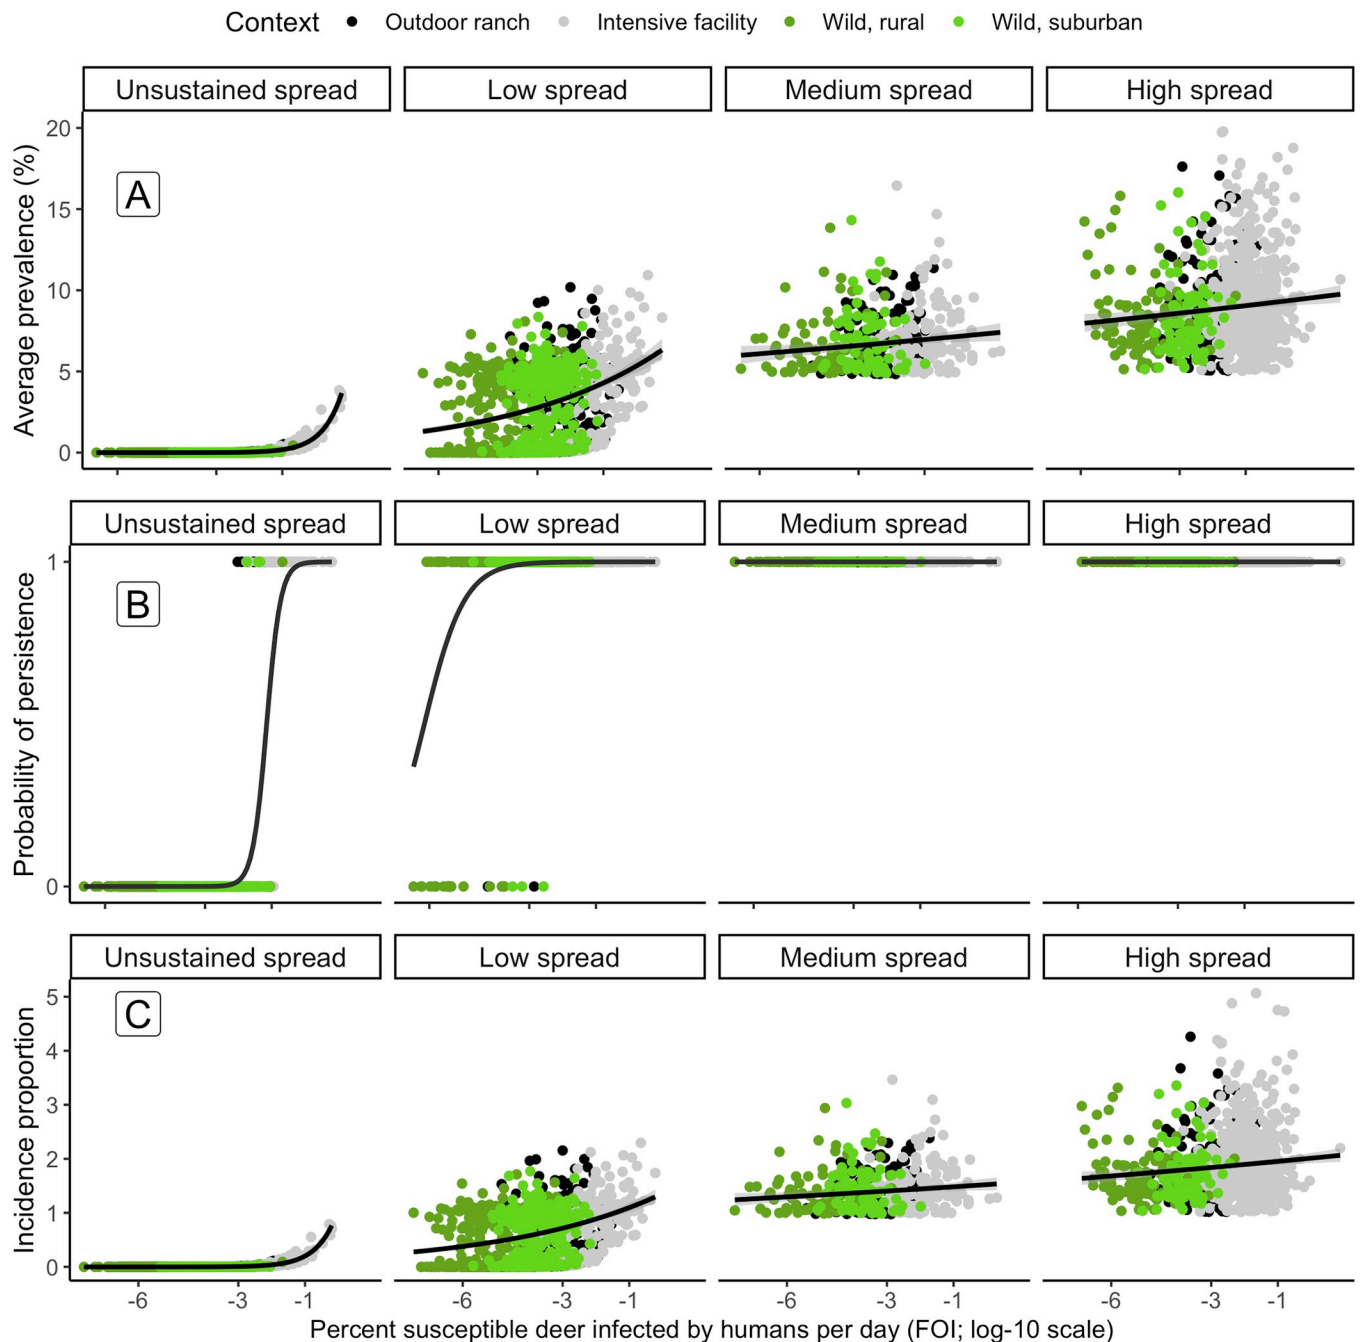 Context Outdoor ranch Intensive facility Wild, rural Wild, suburban
Unsustained spread Low spread Medium spread High spread
Average prevalence (%)
20
15
10
5
0
A
Unsustained spread Low spread Medium spread High spread
Probability of persistence
1
0
B
Unsustained spread Low spread Medium spread High spread
Incidence proportion
5
4
3
2
1
0
C
-6 -3 -1 -6 -3 -1 -6 -3 -1 -6 -3 -1
Percent susceptible deer infected by humans per day (FOI; log-10 scale)